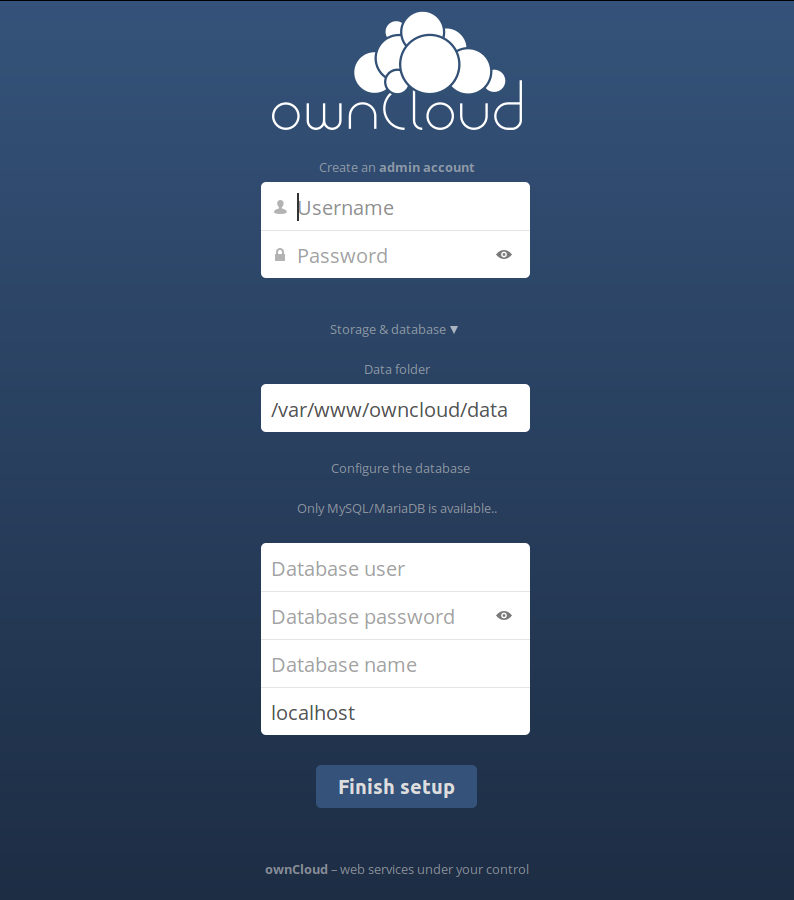 ownCloud
Create an admin account
Username
Password
Storage & database ▼
Data folder
/var/www/owncloud/data
Configure the database
Only MySQL/MariaDB is available..
Database user
Database password
Database name
localhost
Finish setup
ownCloud – web services under your control